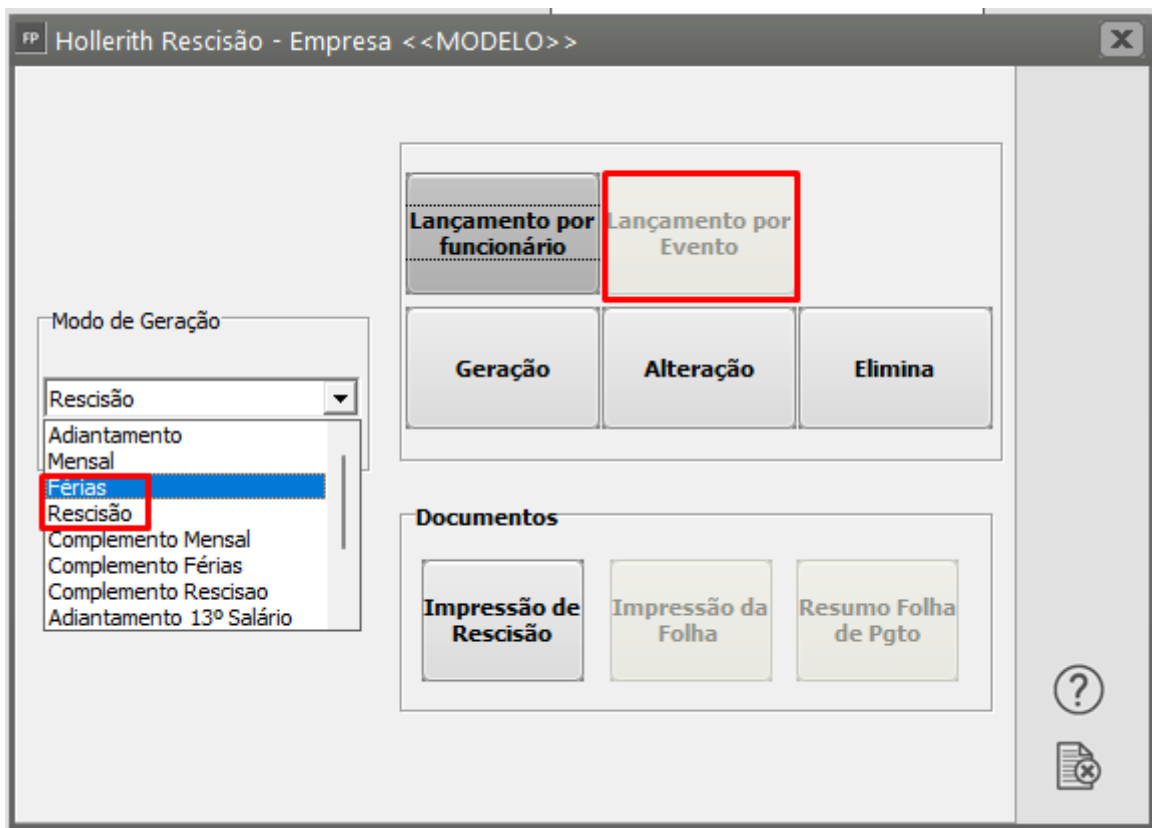 FP Hollerith Rescisão - Empresa <<MODELO>>
Lançamento por
funcionário
Lançamento por
Evento
Modo de Geração
Geração
Alteração
Elimina
Rescisão
Adiantamento
Mensal
Férias
Rescisão
Complemento Mensal
Complemento Férias
Complemento Rescisao
Adiantamento 13º Salário
Documentos
Impressão de
Rescisão
Impressão da
Folha
Resumo Folha
de Pgto
?